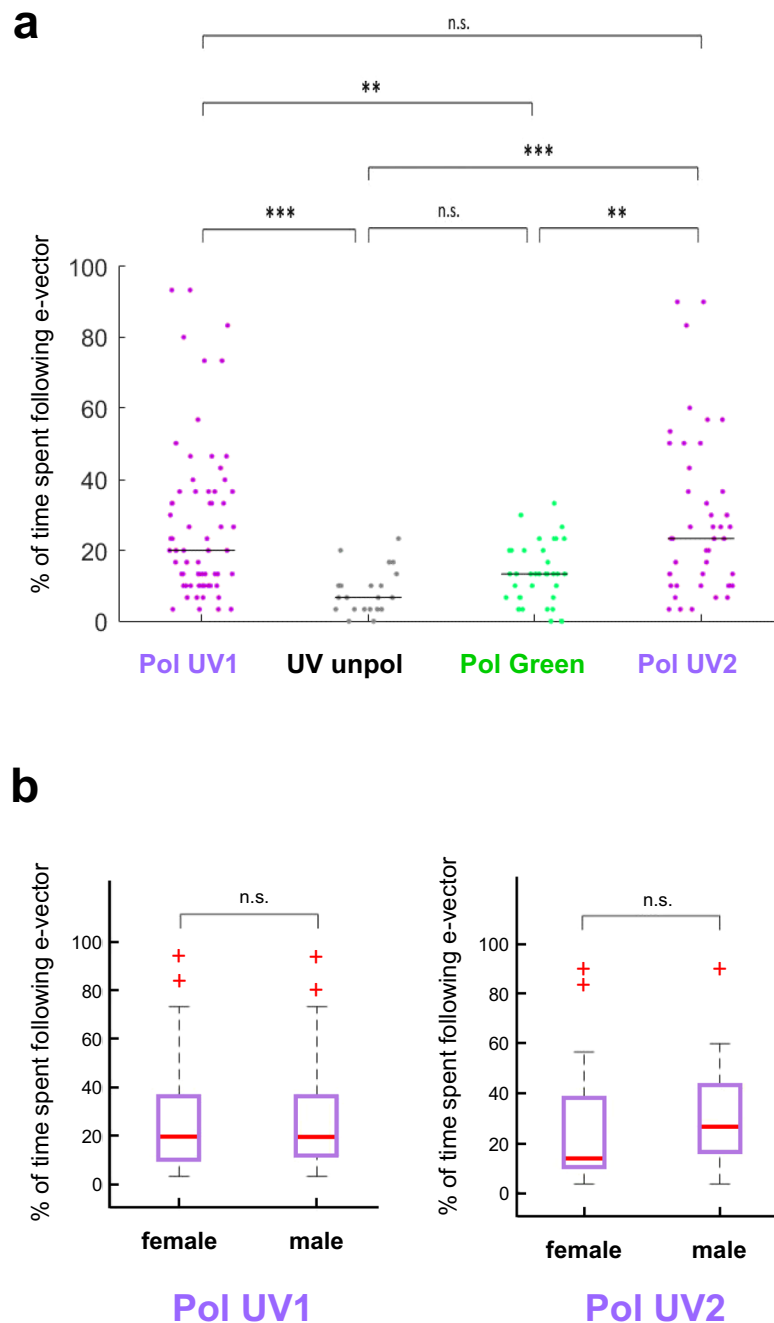 a
n.s.
**
***
*** n.s. **
% of time spent following e-vector
100
80
60
40
20
0
Pol UV1 UV unpol Pol Green Pol UV2
b
% of time spent following e-vector
n.s.
100
80
60
40
20
0
female male
Pol UV1
% of time spent following e-vector
n.s.
100
80
60
40
20
0
female male
Pol UV2